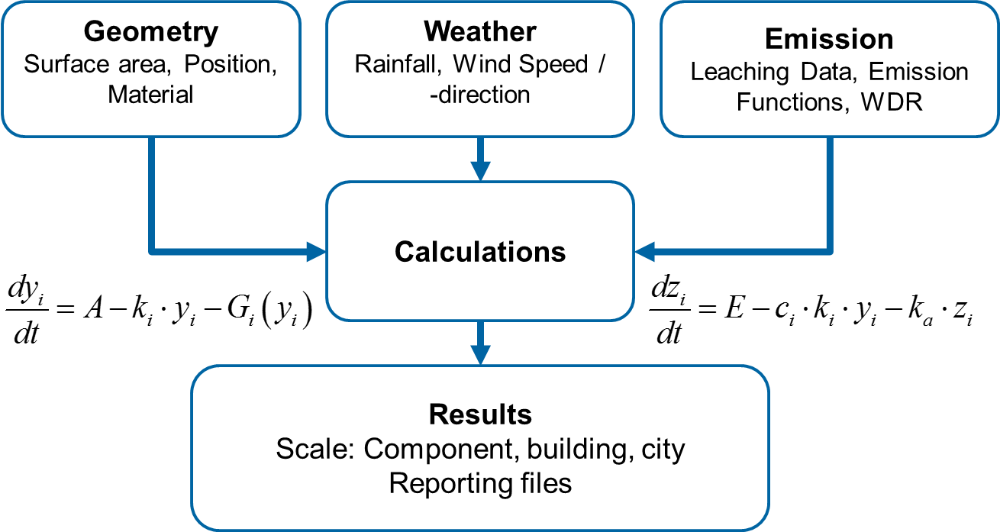 Geometry
Surface area, Position,
Material
Weather
Rainfall, Wind Speed /
-direction
Emission
Leaching Data, Emission
Functions, WDR
Calculations
dy_i/dt = A − k_i · y_i − G_i(y_i)
dz_i/dt = E − c_i · k_i · y_i − k_a · z_i
Results
Scale: Component, building, city
Reporting files